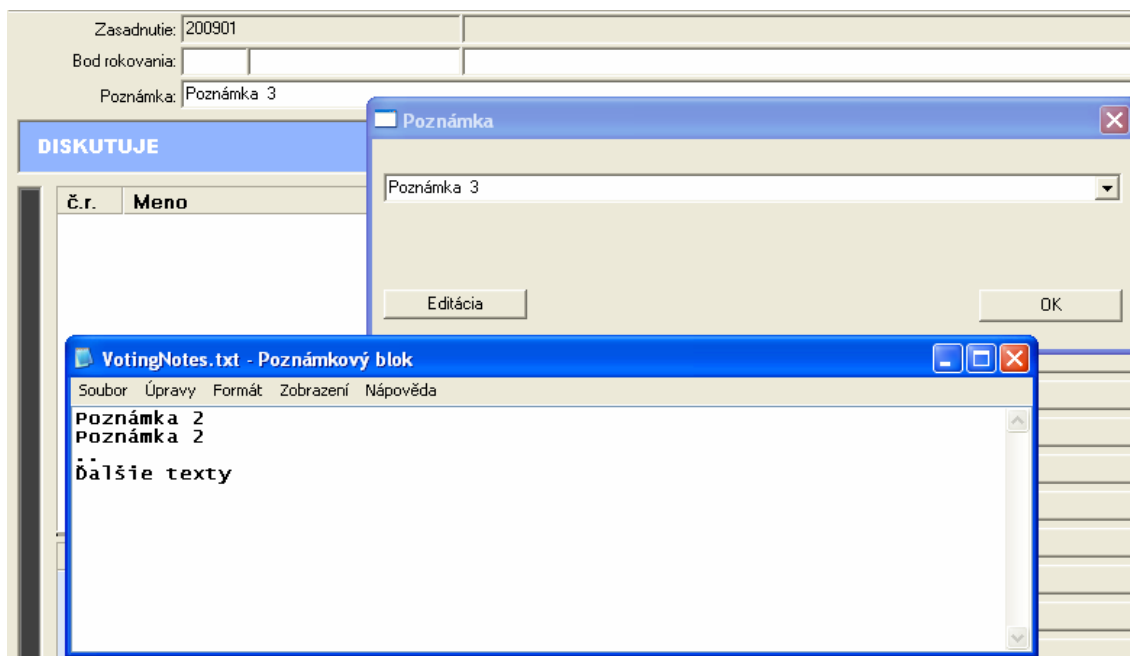 Zasadnutie: 200901
Bod rokovania:
Poznámka: Poznámka 3
Poznámka
DISKUTUJE
Poznámka 3
č.r. Meno
Editácia OK
VotingNotes.txt - Poznámkový blok
Soubor Úpravy Formát Zobrazení Nápověda
Poznámka 2
Poznámka 2
..
Ďalšie texty